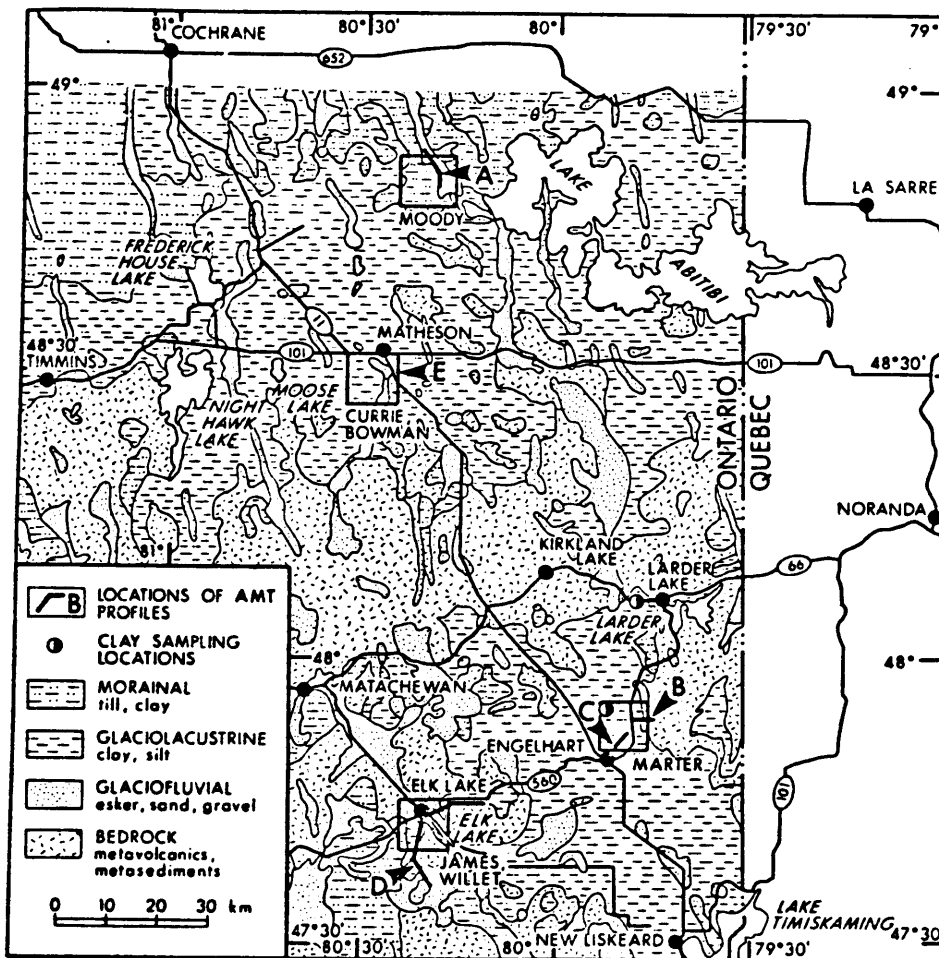 81°
80°30
80°
79°30
79°
COCHRANE
652
49°
49°
A
LAKE
LA SARRE
MOODY
FREDERICK
HOUSE
LAKE
ABITIBI
11
MATHESON
48°30
TIMMINS
101
101
48°30'
E
MOOSE
LAKE
NIGHT
HAWK
LAKE
CURRIE
BOWMAN
ONTARIO
QUEBEC
NORANDA
81°
KIRKLAND
LAKE
LARDER
LAKE
66
LARDER
LAKE
48°
48°
MATACHEWAN
B
C
ENGELHART
MARTER
560
ELK LAKE
ELK
LAKE
101
JAMES
WILLET
D
LAKE
TIMISKAMING
NEW LISKEARD
47°30
80°30
80°
79°30
47°30
B LOCATIONS OF AMT
PROFILES
CLAY SAMPLING
LOCATIONS
MORAINAL
till, clay
GLACIOLACUSTRINE
clay, silt
GLACIOFLUVIAL
esker, sand, gravel
BEDROCK
metavolcanics,
metasediments
0 10 20 30 km